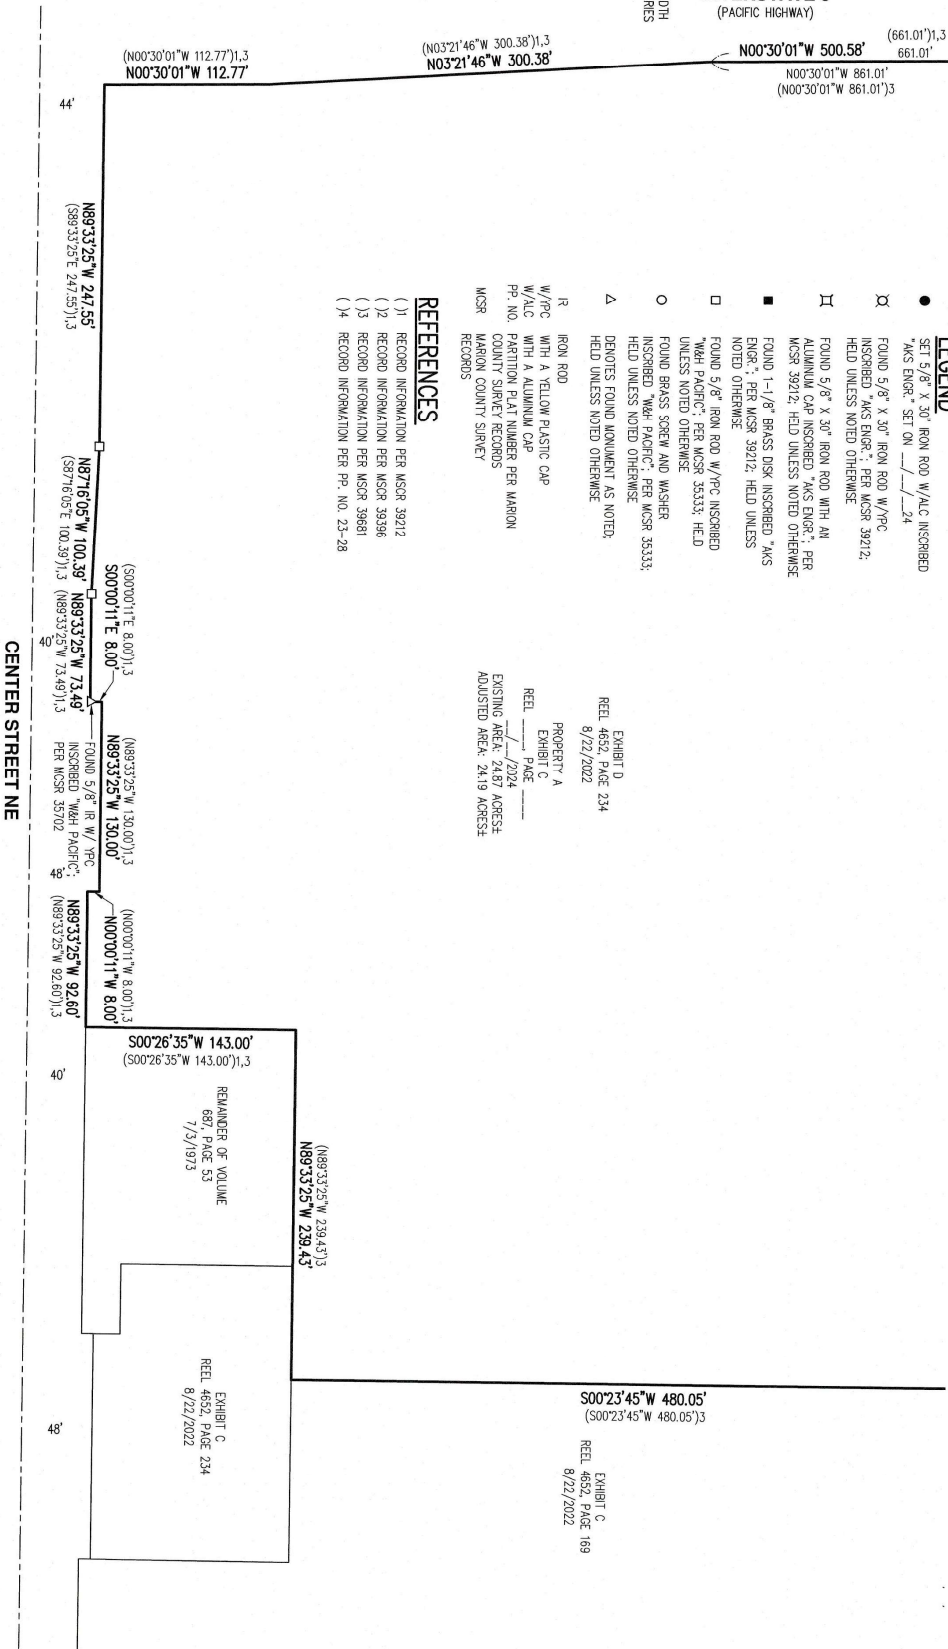 (PACIFIC HIGHWAY)
DTH
RIES
(661.01')1,3
661.01'
N00°30'01"W 500.58'
N00°30'01"W 861.01'
(N00°30'01"W 861.01')3
(N03°21'46"W 300.38')1,3
N03°21'46"W 300.38'
(N00°30'01"W 112.77')1,3
N00°30'01"W 112.77'
44'
LEGEND
SET 5/8" X 30" IRON ROD W/ALC INSCRIBED
"AKS ENGR." SET ON __/__/__24
FOUND 5/8" X 30" IRON ROD W/YPC
INSCRIBED "AKS ENGR."; PER MCSR 39212;
HELD UNLESS NOTED OTHERWISE
FOUND 5/8" X 30" IRON ROD WITH AN
ALUMINUM CAP INSCRIBED "AKS ENGR."; PER
MCSR 39212; HELD UNLESS NOTED OTHERWISE
FOUND 1-1/8" BRASS DISK INSCRIBED "AKS
ENGR."; PER MCSR 39212; HELD UNLESS
NOTED OTHERWISE
FOUND 5/8" IRON ROD W/YPC INSCRIBED
"W&H PACIFIC"; PER MCSR 35333; HELD
UNLESS NOTED OTHERWISE
FOUND BRASS SCREW AND WASHER
INSCRIBED "W&H PACIFIC"; PER MCSR 35333;
HELD UNLESS NOTED OTHERWISE
DENOTES FOUND MONUMENT AS NOTED;
HELD UNLESS NOTED OTHERWISE
IR IRON ROD
W/YPC WITH A YELLOW PLASTIC CAP
W/ALC WITH A ALUMINUM CAP
PP. NO. PARTITION PLAT NUMBER PER MARION
COUNTY SURVEY RECORDS
MCSR MARION COUNTY SURVEY
RECORDS
REFERENCES
( )1 RECORD INFORMATION PER MSCR 39212
( )2 RECORD INFORMATION PER MSCR 39396
( )3 RECORD INFORMATION PER MSCR 39681
( )4 RECORD INFORMATION PER PP. NO. 23-28
EXHIBIT D
REEL 4652, PAGE 234
8/22/2022
PROPERTY A
EXHIBIT C
REEL ____, PAGE ____
__/__/2024
EXISTING AREA: 24.87 ACRES±
ADJUSTED AREA: 24.19 ACRES±
N89°33'25"W 247.55'
(S89°33'25"E 247.55')1,3
N87°16'05"W 100.39'
(S87°16'05"E 100.39')1,3
(S00°00'11"E 8.00')1,3
S00°00'11"E 8.00'
N89°33'25"W 73.49'
(N89°33'25"W 73.49')1,3
40'
(N89°33'25"W 130.00')1,3
N89°33'25"W 130.00'
FOUND 5/8" IR W/ YPC
INSCRIBED "W&H PACIFIC";
PER MCSR 35702
48'
(N00°00'11"W 8.00')1,3
N00°00'11"W 8.00'
N89°33'25"W 92.60'
(N89°33'25"W 92.60')1,3
S00°26'35"W 143.00'
(S00°26'35"W 143.00')1,3
40'
REMAINDER OF VOLUME
687, PAGE 53
7/3/1973
(N89°33'25"W 239.43')3
N89°33'25"W 239.43'
EXHIBIT C
REEL 4652, PAGE 234
8/22/2022
48'
S00°23'45"W 480.05'
(S00°23'45"W 480.05')3
EXHIBIT C
REEL 4652, PAGE 169
8/22/2022
CENTER STREET NE